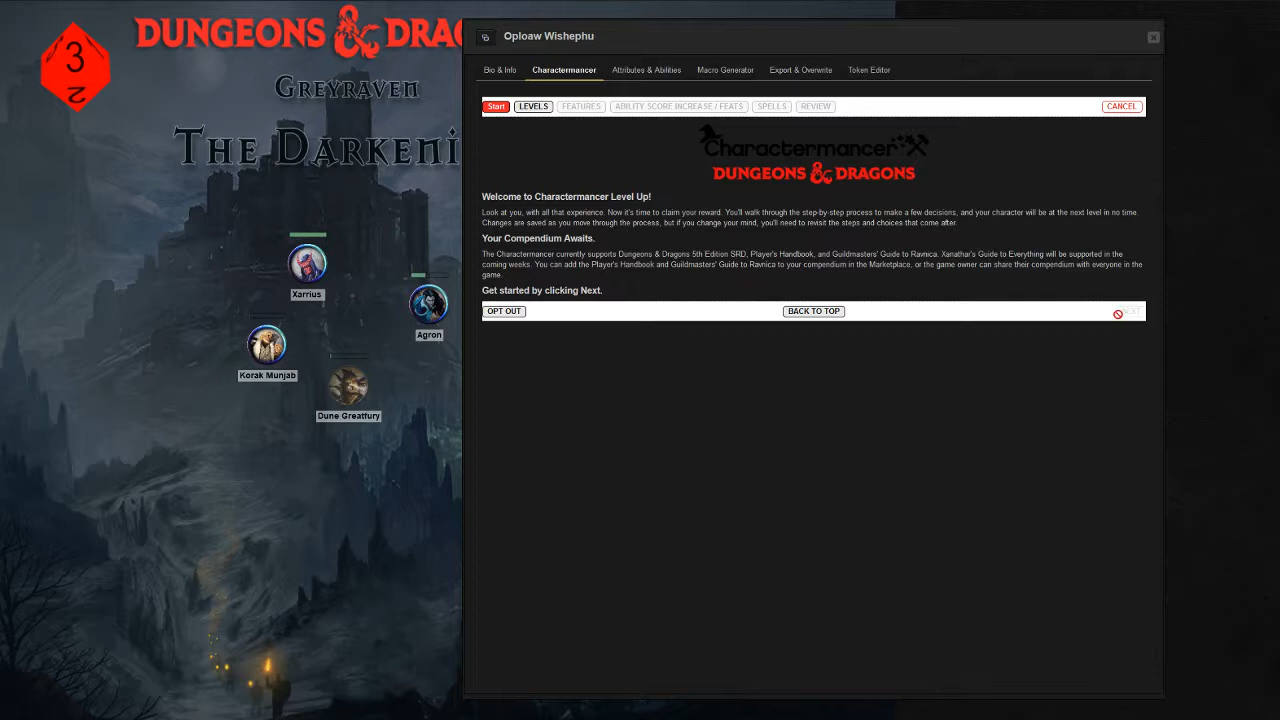 3
2
DUNGEONS & DRAG
GREYRAVEN
THE DARKENI
Xarrius
Agron
Korak Munjab
Dune Greatfury
Oploaw Wishephu
Bio & Info Charactermancer Attributes & Abilities Macro Generator Export & Overwrite Token Editor
Start LEVELS FEATURES ABILITY SCORE INCREASE / FEATS SPELLS REVIEW CANCEL
Charactermancer
DUNGEONS & DRAGONS
Welcome to Charactermancer Level Up!
Look at you, with all that experience. Now it's time to claim your reward. You'll walk through the step-by-step process to make a few decisions, and your character will be at the next level in no time.
Changes are saved as you move through the process, but if you change your mind, you'll need to revisit the steps and choices that come after.
Your Compendium Awaits.
The Charactermancer currently supports Dungeons & Dragons 5th Edition SRD, Player's Handbook, and Guildmasters' Guide to Ravnica. Xanathar's Guide to Everything will be supported in the
coming weeks. You can add the Player's Handbook and Guildmasters' Guide to Ravnica to your compendium in the Marketplace, or the game owner can share their compendium with everyone in the
game.
Get started by clicking Next.
OPT OUT BACK TO TOP